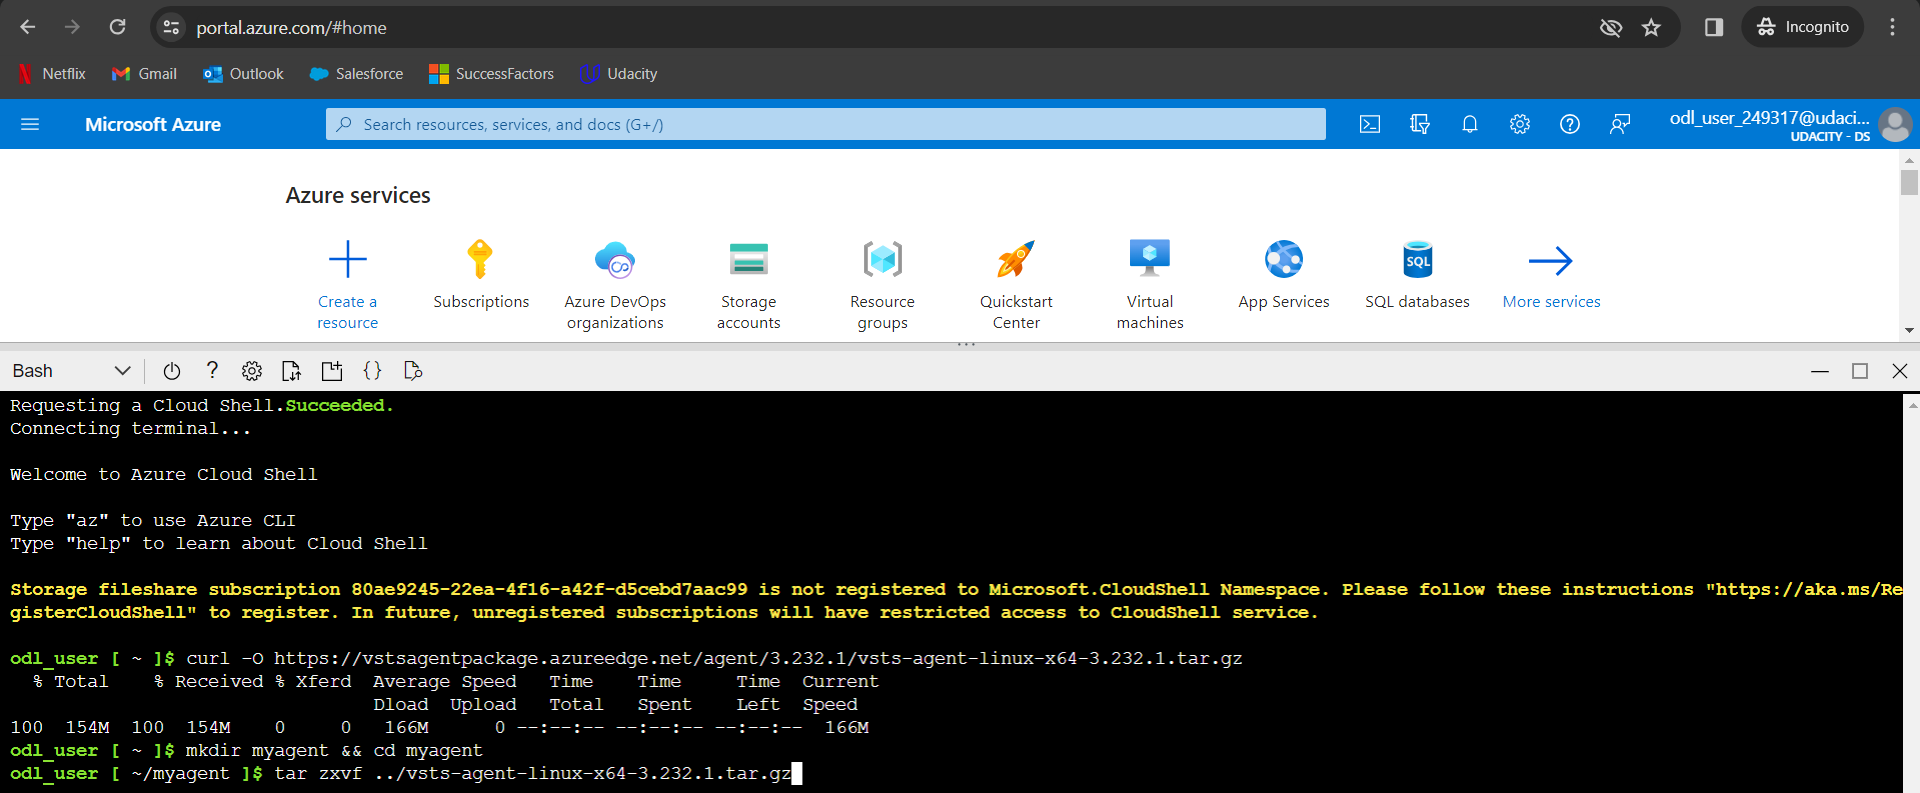 portal.azure.com/#home
Incognito
Netflix
Gmail
Outlook
Salesforce
SuccessFactors
Udacity
Microsoft Azure
Search resources, services, and docs (G+/)
odl_user_249317@udaci...
UDACITY - DS
Azure services
Create a
resource
Subscriptions
Azure DevOps
organizations
Storage
accounts
Resource
groups
Quickstart
Center
Virtual
machines
App Services
SQL
SQL databases
More services
Bash
Requesting a Cloud Shell.Succeeded.
Connecting terminal...
Welcome to Azure Cloud Shell
Type "az" to use Azure CLI
Type "help" to learn about Cloud Shell
Storage fileshare subscription 80ae9245-22ea-4f16-a42f-d5cebd7aac99 is not registered to Microsoft.CloudShell Namespace. Please follow these instructions "https://aka.ms/Re
gisterCloudShell" to register. In future, unregistered subscriptions will have restricted access to CloudShell service.
odl_user [ ~ ]$ curl -O https://vstsagentpackage.azureedge.net/agent/3.232.1/vsts-agent-linux-x64-3.232.1.tar.gz
% Total % Received % Xferd Average Speed Time Time Time Current
Dload Upload Total Spent Left Speed
100 154M 100 154M 0 0 166M 0 --:--:-- --:--:-- --:--:-- 166M
odl_user [ ~ ]$ mkdir myagent && cd myagent
odl_user [ ~/myagent ]$ tar zxvf ../vsts-agent-linux-x64-3.232.1.tar.gz